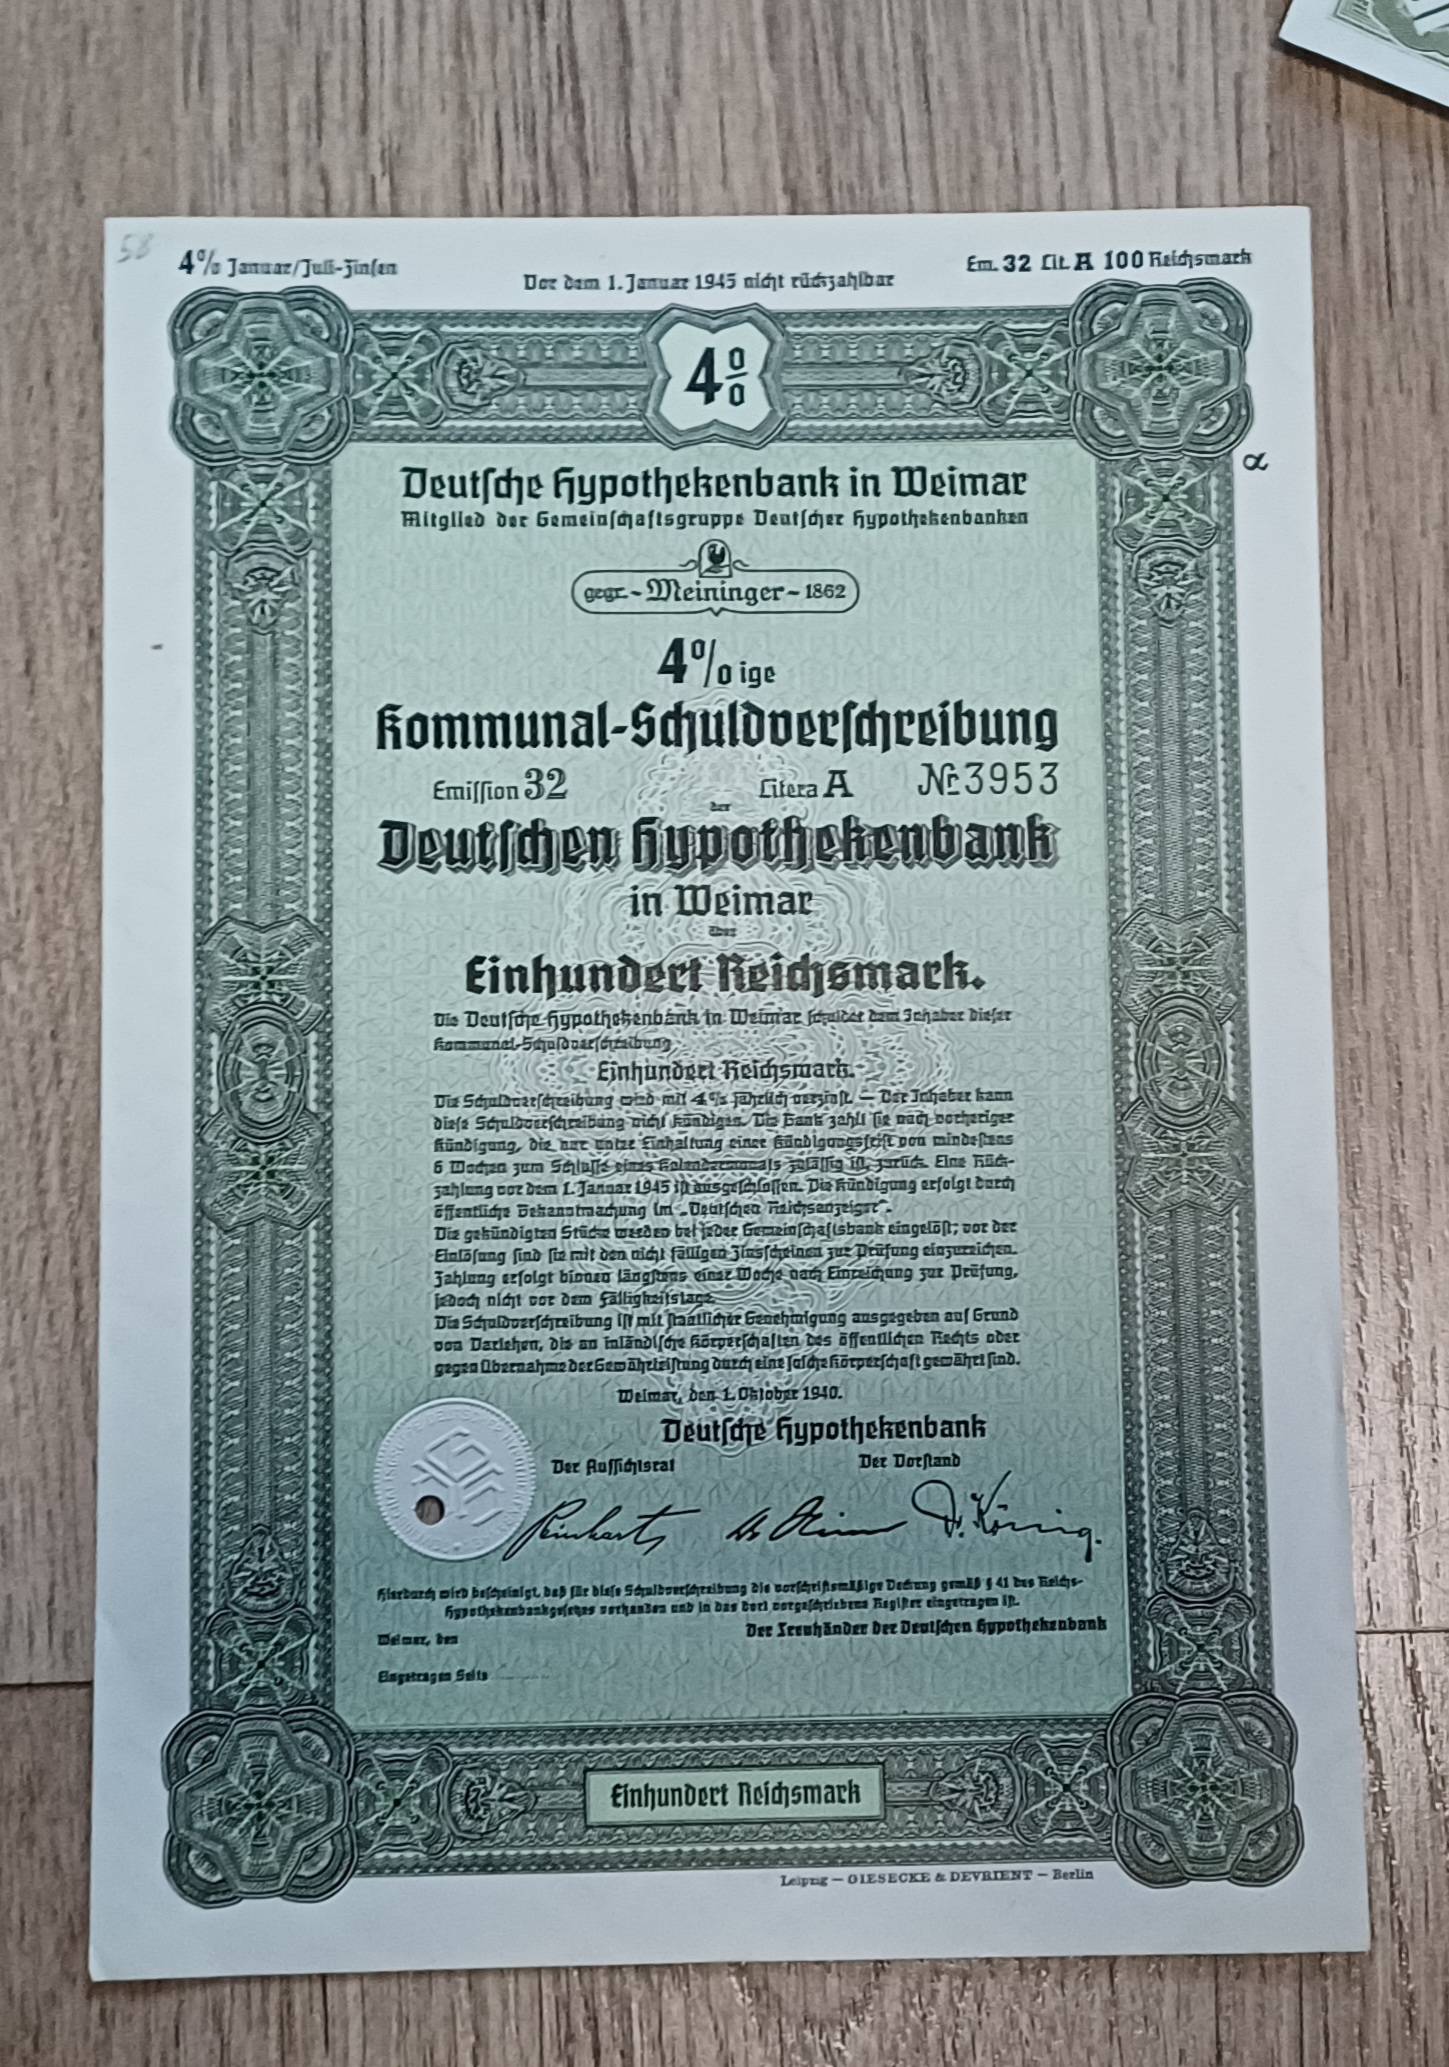 58
4% Januar/Juli-Zinsen
Vor dem 1. Januar 1945 nicht rückzahlbar
Em. 32 Lit. A 100 Reichsmark
4%
α
Deutsche Hypothekenbank in Weimar
Mitglied der Gemeinschaftsgruppe Deutscher Hypothekenbanken
gegr. - Meininger - 1862
4% ige
Kommunal-Schuldverschreibung
Emission 32 Litera A Nr. 3953
der
Deutschen Hypothekenbank
in Weimar
über
Einhundert Reichsmark.
Die Deutsche Hypothekenbank in Weimar schuldet dem Inhaber dieser
Kommunal-Schuldverschreibung
Einhundert Reichsmark.
Die Schuldverschreibung wird mit 4% jährlich verzinst. — Der Inhaber kann
diese Schuldverschreibung nicht kündigen. Die Bank zahlt sie nach vorheriger
Kündigung, die nur unter Einhaltung einer Kündigungsfrist von mindestens
6 Wochen zum Schlusse eines Kalendermonats zulässig ist, zurück. Eine Rück-
zahlung vor dem 1. Januar 1945 ist ausgeschlossen. Die Kündigung erfolgt durch
öffentliche Bekanntmachung im „Deutschen Reichsanzeiger“.
Die gekündigten Stücke werden bei jeder Gemeinschaftsbank eingelöst; vor der
Einlösung sind sie mit den nicht fälligen Zinsscheinen zur Prüfung einzureichen.
Zahlung erfolgt binnen längstens einer Woche nach Einreichung zur Prüfung,
jedoch nicht vor dem Fälligkeitstage.
Die Schuldverschreibung ist mit staatlicher Genehmigung ausgegeben auf Grund
von Darlehen, die an inländische Körperschaften des öffentlichen Rechts oder
gegen Übernahme der Gewährleistung durch eine solche Körperschaft gewährt sind.
Weimar, den 1. Oktober 1940.
Deutsche Hypothekenbank
Der Aufsichtsrat Der Vorstand
Dr. König.
Hierdurch wird bescheinigt, daß für diese Schuldverschreibung die vorschriftsmäßige Deckung gemäß § 41 des Reichs-
Hypothekenbankgesetzes vorhanden und in das dort vorgeschriebene Register eingetragen ist.
Weimar, den
Der Treuhänder der Deutschen Hypothekenbank
Eingetragen Seite
Einhundert Reichsmark
Leipzig — GIESECKE & DEVRIENT — Berlin